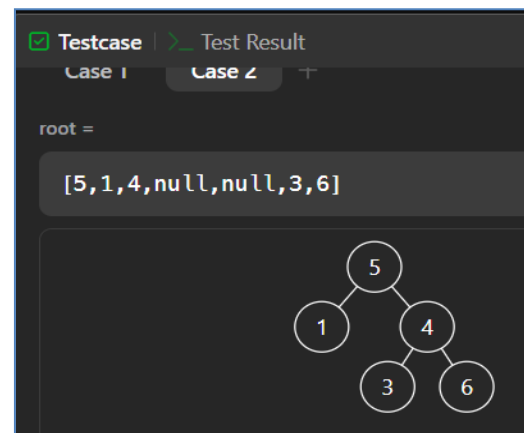 Testcase | >_ Test Result
Case 1 Case 2 +
root =
[5,1,4,null,null,3,6]
5
1 4
3 6